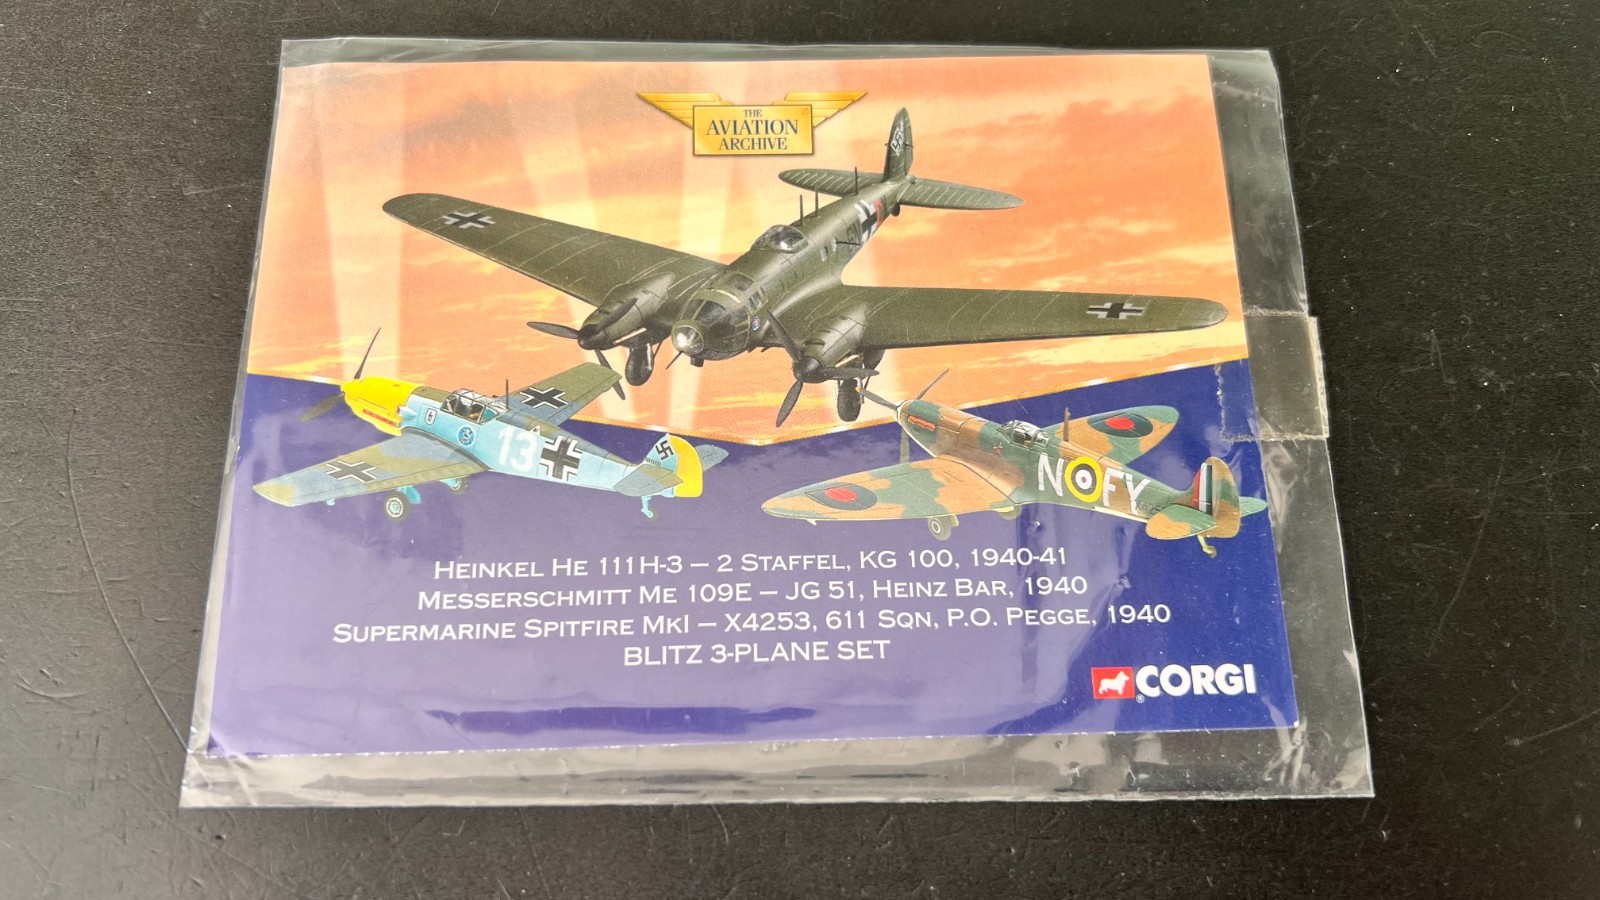 THE
AVIATION
ARCHIVE
13
N FY
HEINKEL HE 111H-3 – 2 STAFFEL, KG 100, 1940-41
MESSERSCHMITT ME 109E – JG 51, HEINZ BAR, 1940
SUPERMARINE SPITFIRE MKI – X4253, 611 SQN, P.O. PEGGE, 1940
BLITZ 3-PLANE SET
CORGI